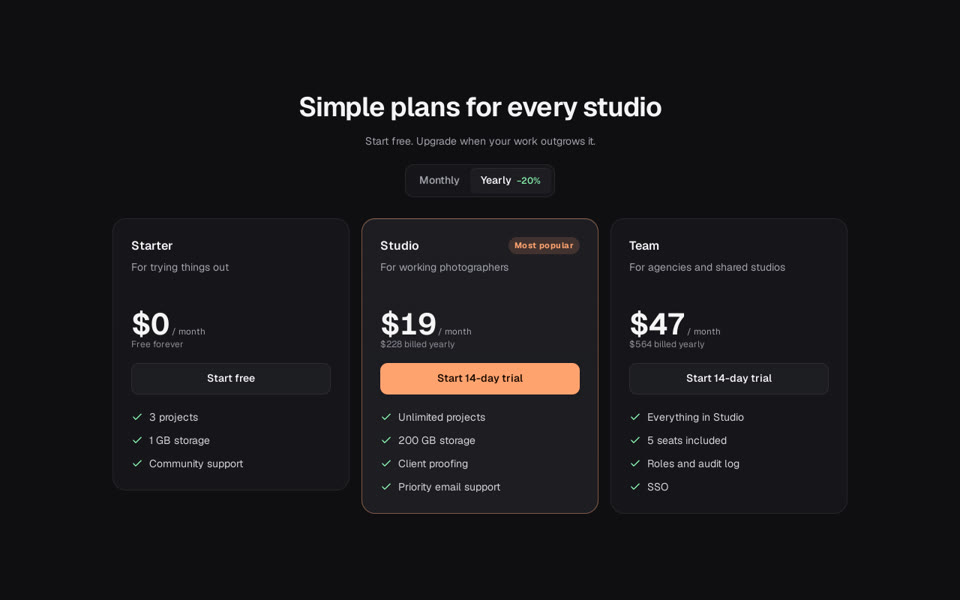 Simple plans for every studio
Start free. Upgrade when your work outgrows it.
Monthly Yearly −20%
Starter
For trying things out
$0 / month
Free forever
Start free
3 projects
1 GB storage
Community support
Studio Most popular
For working photographers
$19 / month
$228 billed yearly
Start 14-day trial
Unlimited projects
200 GB storage
Client proofing
Priority email support
Team
For agencies and shared studios
$47 / month
$564 billed yearly
Start 14-day trial
Everything in Studio
5 seats included
Roles and audit log
SSO